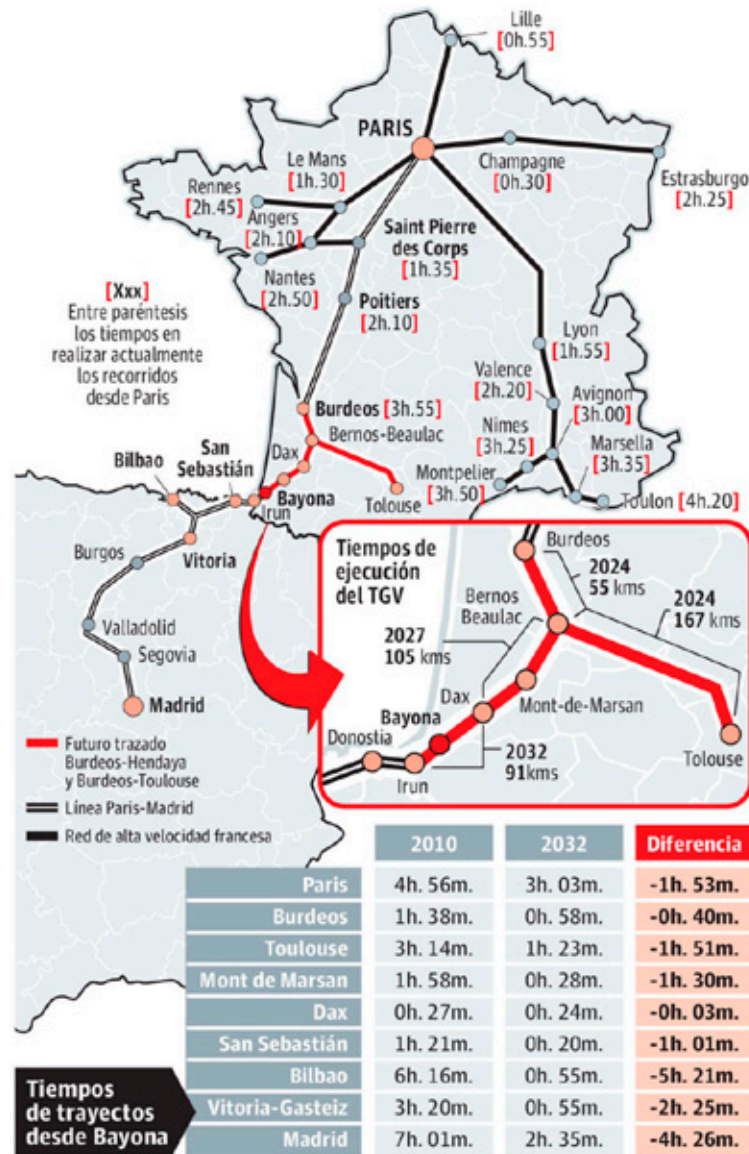 Lille
[0h.55]
PARIS
Le Mans
[1h.30]
Champagne
[0h.30]
Estrasburgo
[2h.25]
Rennes
[2h.45]
Angers
[2h.10]
Saint Pierre
des Corps
[1h.35]
Nantes
[2h.50]
Poitiers
[2h.10]
[Xxx]
Entre paréntesis
los tiempos en
realizar actualmente
los recorridos
desde Paris
Lyon
[1h.55]
Valence
[2h.20]
Avignon
[3h.00]
Nimes
[3h.25]
Marsella
[3h.35]
Montpelier
[3h.50]
Toulon [4h.20]
Burdeos [3h.55]
Bernos-Beaulac
Dax
San
Sebastián
Bilbao
Bayona
Irun
Tolouse
Vitoria
Burgos
Valladolid
Segovia
Madrid
Tiempos de
ejecución
del TGV
Burdeos
2024
55 kms
Bernos
Beaulac
2024
167 kms
2027
105 kms
Dax
Mont-de-Marsan
Bayona
Donostia
Irun
2032
91kms
Tolouse
Futuro trazado
Burdeos-Hendaya
y Burdeos-Toulouse
Línea Paris-Madrid
Red de alta velocidad francesa
2010 2032 Diferencia
Paris 4h. 56m. 3h. 03m. -1h. 53m.
Burdeos 1h. 38m. 0h. 58m. -0h. 40m.
Toulouse 3h. 14m. 1h. 23m. -1h. 51m.
Mont de Marsan 1h. 58m. 0h. 28m. -1h. 30m.
Dax 0h. 27m. 0h. 24m. -0h. 03m.
San Sebastián 1h. 21m. 0h. 20m. -1h. 01m.
Bilbao 6h. 16m. 0h. 55m. -5h. 21m.
Vitoria-Gasteiz 3h. 20m. 0h. 55m. -2h. 25m.
Madrid 7h. 01m. 2h. 35m. -4h. 26m.
Tiempos
de trayectos
desde Bayona